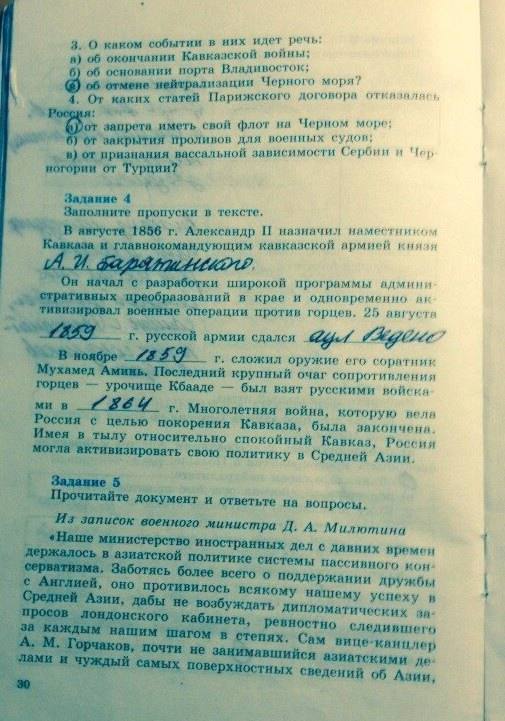 3. О каком событии в них идет речь:
а) об окончании Кавказской войны;
б) об основании порта Владивосток;
в) об отмене нейтрализации Черного моря?
4. От каких статей Парижского договора отказалась
Россия:
а) от запрета иметь свой флот на Черном море;
б) от закрытия проливов для военных судов;
в) от признания вассальной зависимости Сербии и Чер-
ногории от Турции?
Задание 4
Заполните пропуски в тексте.
В августе 1856 г. Александр II назначил наместником
Кавказа и главнокомандующим кавказской армией князя
А. И. Барятинского.
Он начал с разработки широкой программы админи-
стративных преобразований в крае и одновременно ак-
тивизировал военные операции против горцев. 25 августа
1859 г. русской армии сдался аул Ведено
В ноябре 1859 г. сложил оружие его соратник
Мухамед Аминь. Последний крупный очаг сопротивления
горцев — урочище Кбааде — был взят русскими войска-
ми в 1864 г. Многолетняя война, которую вела
Россия с целью покорения Кавказа, была закончена.
Имея в тылу относительно спокойный Кавказ, Россия
могла активизировать свою политику в Средней Азии.
Задание 5
Прочитайте документ и ответьте на вопросы.
Из записок военного министра Д. А. Милютина
«Наше министерство иностранных дел с давних времен
держалось в азиатской политике системы пассивного кон-
серватизма. Заботясь более всего о поддержании дружбы
с Англией, оно противилось всякому нашему успеху в
Средней Азии, дабы не возбуждать дипломатических за-
просов лондонского кабинета, ревностно следившего
за каждым нашим шагом в степях. Сам вице-канцлер
А. М. Горчаков, почти не занимавшийся азиатскими де-
лами и чуждый самых поверхностных сведений об Азии,
30